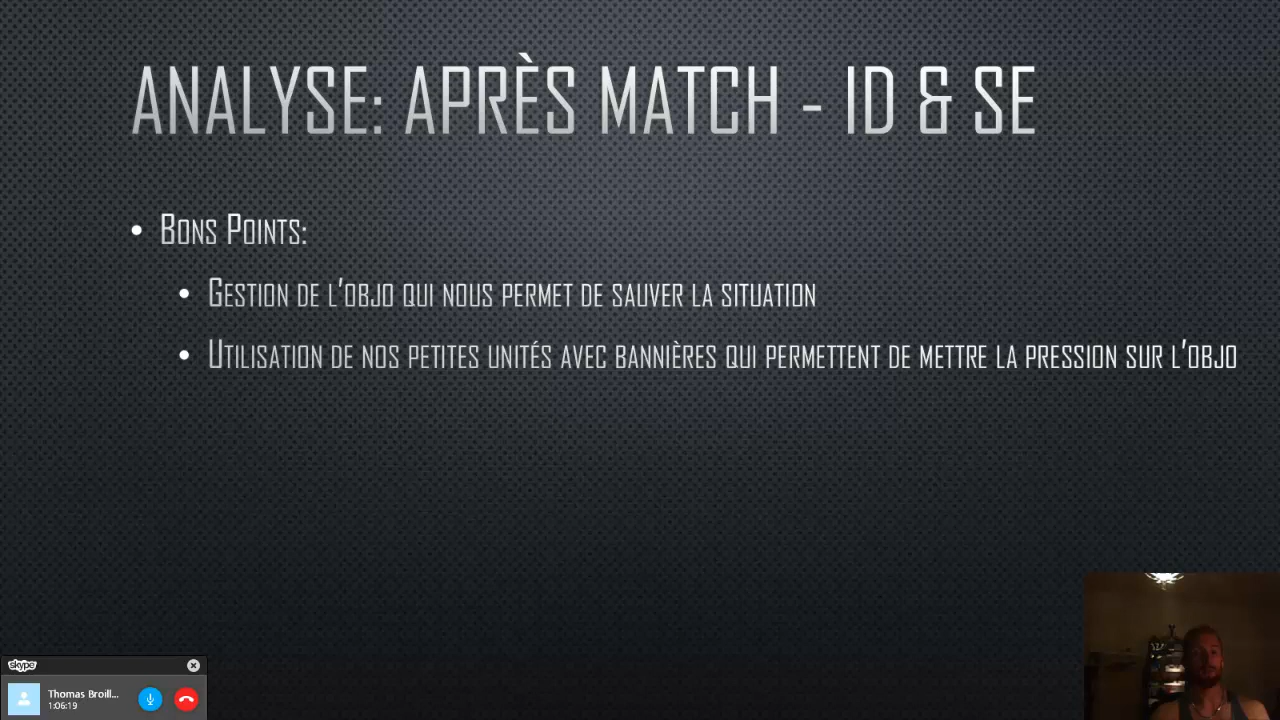 ANALYSE: APRÈS MATCH - ID & SE
• BONS POINTS:
• GESTION DE L'OBJO QUI NOUS PERMET DE SAUVER LA SITUATION
• UTILISATION DE NOS PETITES UNITÉS AVEC BANNIÈRES QUI PERMETTENT DE METTRE LA PRESSION SUR L'OBJO
skype
Thomas Broill...
1:06:19